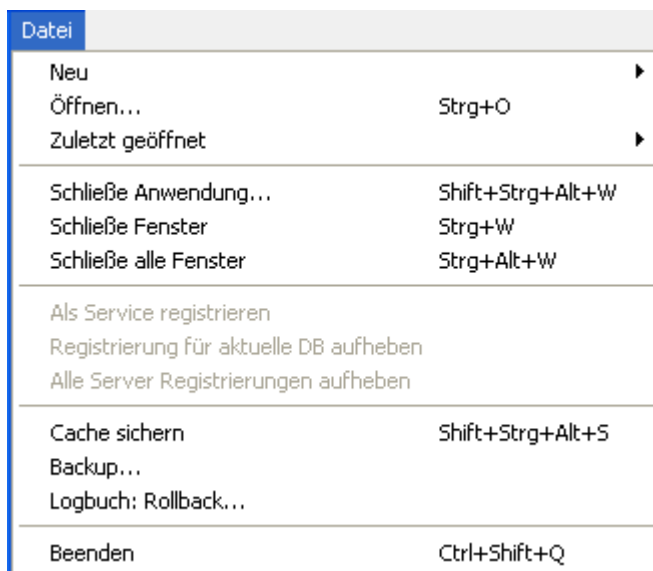 Datei
Neu
Öffnen... Strg+O
Zuletzt geöffnet
Schließe Anwendung... Shift+Strg+Alt+W
Schließe Fenster Strg+W
Schließe alle Fenster Strg+Alt+W
Als Service registrieren
Registrierung für aktuelle DB aufheben
Alle Server Registrierungen aufheben
Cache sichern Shift+Strg+Alt+S
Backup...
Logbuch: Rollback...
Beenden Ctrl+Shift+Q